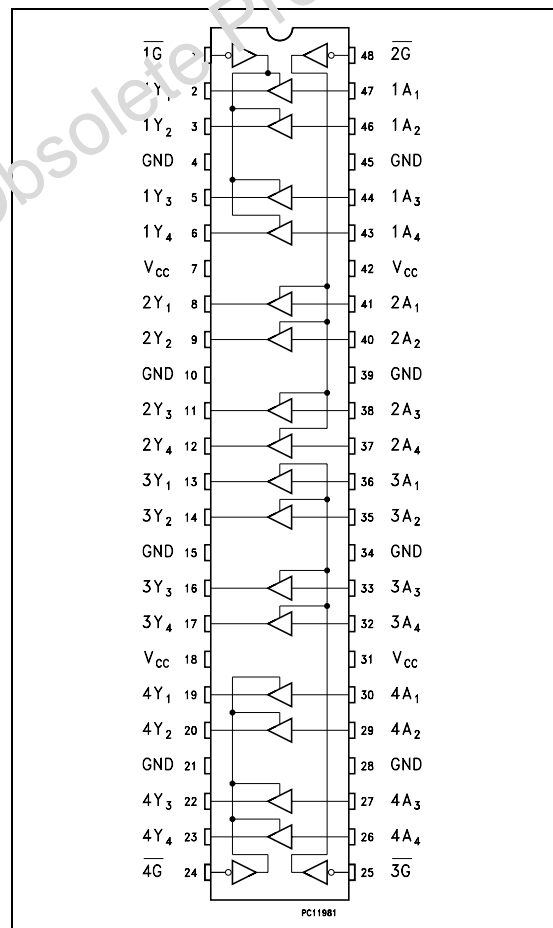 Obsolete Pro
1G 48 2G
1Y1 2 47 1A1
1Y2 3 46 1A2
GND 4 45 GND
1Y3 5 44 1A3
1Y4 6 43 1A4
VCC 7 42 VCC
2Y1 8 41 2A1
2Y2 9 40 2A2
GND 10 39 GND
2Y3 11 38 2A3
2Y4 12 37 2A4
3Y1 13 36 3A1
3Y2 14 35 3A2
GND 15 34 GND
3Y3 16 33 3A3
3Y4 17 32 3A4
VCC 18 31 VCC
4Y1 19 30 4A1
4Y2 20 29 4A2
GND 21 28 GND
4Y3 22 27 4A3
4Y4 23 26 4A4
4G 24 25 3G
PC11981